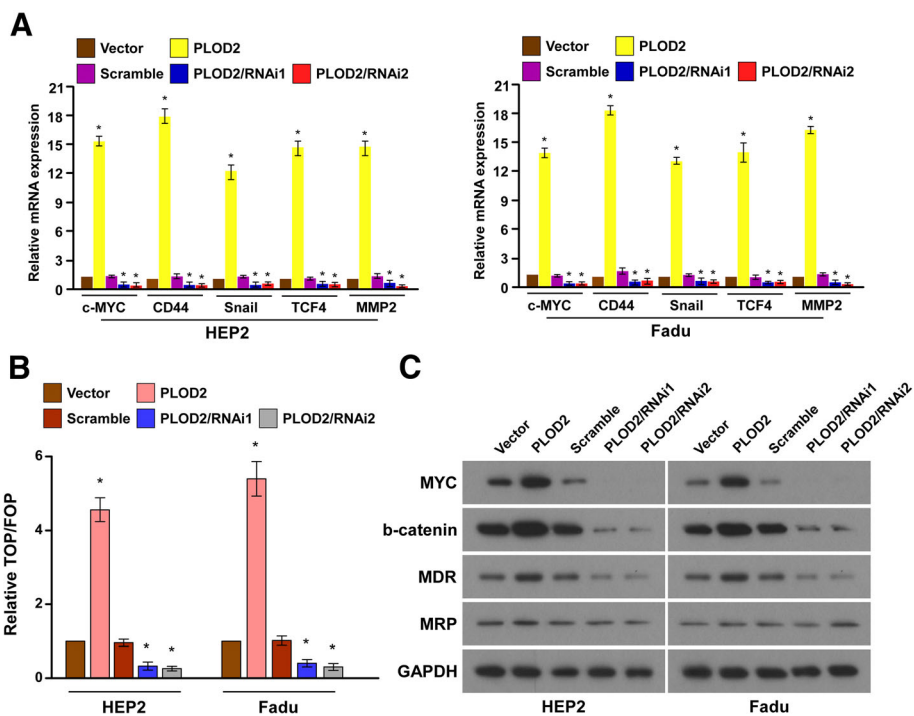 A
Vector PLOD2
Scramble PLOD2/RNAi1 PLOD2/RNAi2
Relative mRNA expression
21
18
15
12
9
6
3
0
* * * * * * * * * * * * * * *
c-MYC CD44 Snail TCF4 MMP2
HEP2
Vector PLOD2
Scramble PLOD2/RNAi1 PLOD2/RNAi2
Relative mRNA expression
21
18
15
12
9
6
3
0
* * * * * * * * * * * * * * *
c-MYC CD44 Snail TCF4 MMP2
Fadu
B
Vector PLOD2
Scramble PLOD2/RNAi1 PLOD2/RNAi2
Relative TOP/FOP
6
4
2
0
* * * * * *
HEP2 Fadu
C
Vector PLOD2 Scramble PLOD2/RNAi1 PLOD2/RNAi2 Vector PLOD2 Scramble PLOD2/RNAi1 PLOD2/RNAi2
MYC
b-catenin
MDR
MRP
GAPDH
HEP2 Fadu